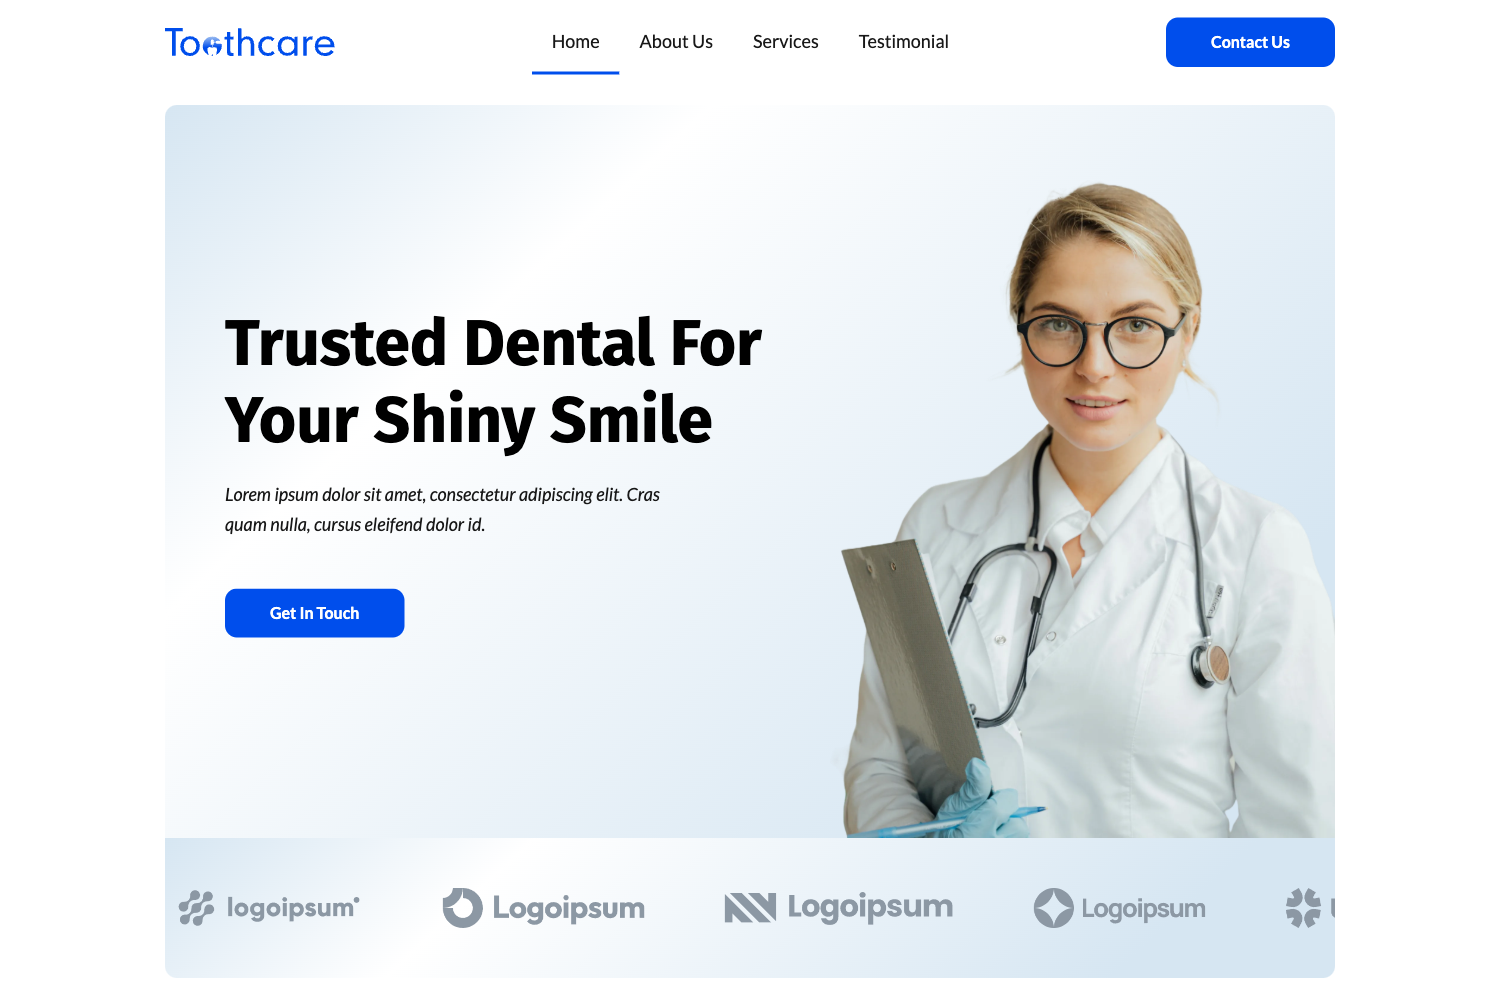 Toothcare
Home
About Us
Services
Testimonial
Contact Us
Trusted Dental For
Your Shiny Smile
Lorem ipsum dolor sit amet, consectetur adipiscing elit. Cras
quam nulla, cursus eleifend dolor id.
Get In Touch
logoipsum
Logoipsum
Logoipsum
Logoipsum